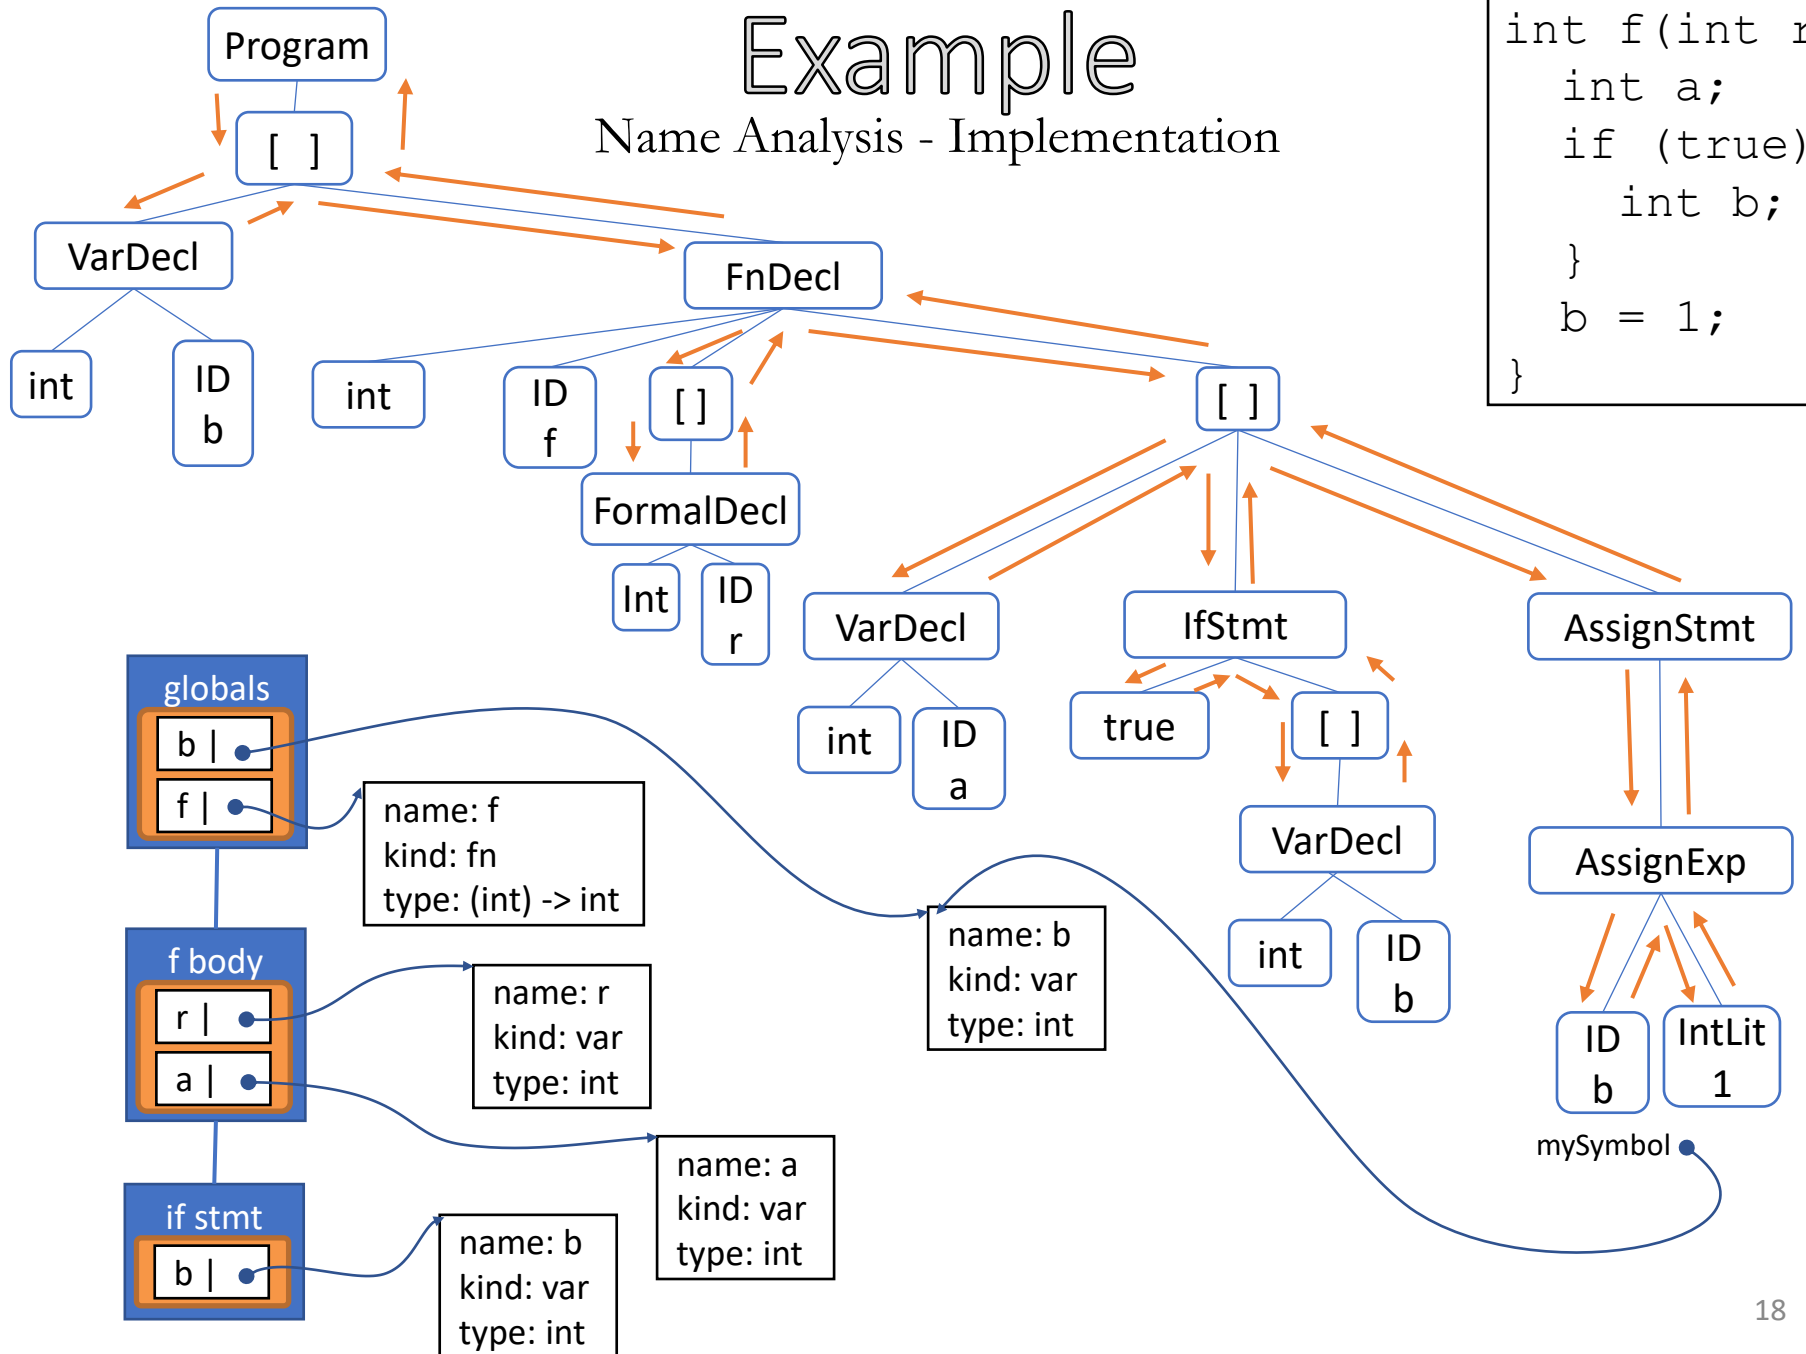 Example
Name Analysis - Implementation
int f(int
int a;
if (true)
int b;
}
b = 1;
}
Program
[ ]
VarDecl
FnDecl
int
ID
b
int
ID
f
[ ]
[ ]
FormalDecl
Int
ID
r
VarDecl
IfStmt
AssignStmt
int
ID
a
true
[ ]
VarDecl
AssignExp
int
ID
b
ID
b
IntLit
1
mySymbol
globals
b |
f |
name: f
kind: fn
type: (int) -> int
f body
r |
a |
name: r
kind: var
type: int
name: b
kind: var
type: int
name: a
kind: var
type: int
if stmt
b |
name: b
kind: var
type: int
18